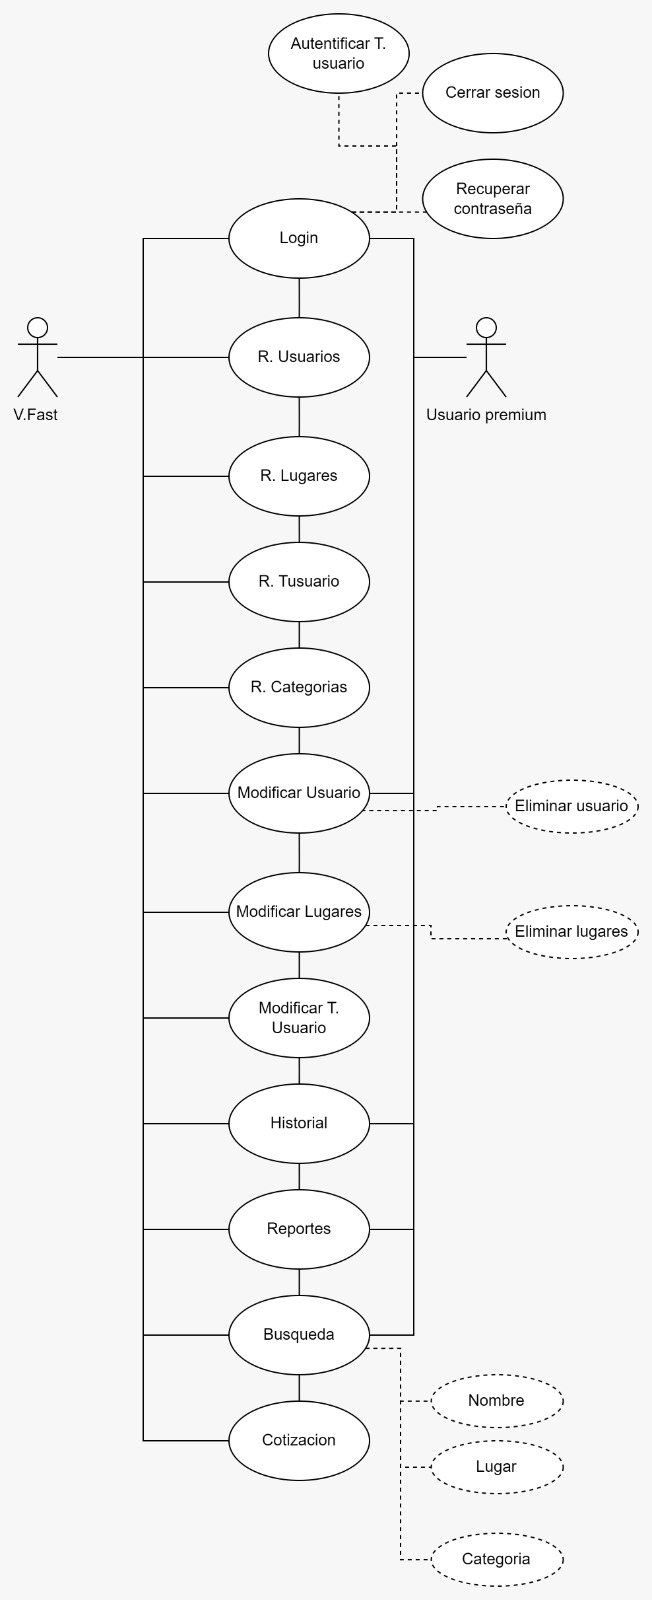 Autentificar T.
usuario
Cerrar sesion
Recuperar
contraseña
Login
R. Usuarios
V.Fast
Usuario premium
R. Lugares
R. Tusuario
R. Categorias
Modificar Usuario
Eliminar usuario
Modificar Lugares
Eliminar lugares
Modificar T.
Usuario
Historial
Reportes
Busqueda
Nombre
Cotizacion
Lugar
Categoria